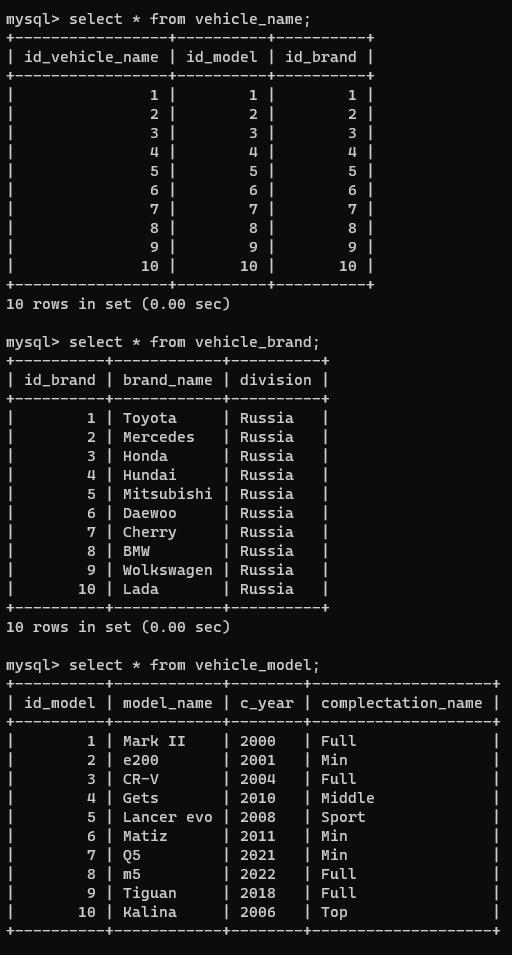 mysql> select * from vehicle_name;
+-----------------+----------+----------+
| id_vehicle_name | id_model | id_brand |
+-----------------+----------+----------+
|               1 |        1 |        1 |
|               2 |        2 |        2 |
|               3 |        3 |        3 |
|               4 |        4 |        4 |
|               5 |        5 |        5 |
|               6 |        6 |        6 |
|               7 |        7 |        7 |
|               8 |        8 |        8 |
|               9 |        9 |        9 |
|              10 |       10 |       10 |
+-----------------+----------+----------+
10 rows in set (0.00 sec)

mysql> select * from vehicle_brand;
+----------+------------+----------+
| id_brand | brand_name | division |
+----------+------------+----------+
|        1 | Toyota     | Russia   |
|        2 | Mercedes   | Russia   |
|        3 | Honda      | Russia   |
|        4 | Hundai     | Russia   |
|        5 | Mitsubishi | Russia   |
|        6 | Daewoo     | Russia   |
|        7 | Cherry     | Russia   |
|        8 | BMW        | Russia   |
|        9 | Wolkswagen | Russia   |
|       10 | Lada       | Russia   |
+----------+------------+----------+
10 rows in set (0.00 sec)

mysql> select * from vehicle_model;
+----------+------------+--------+--------------------+
| id_model | model_name | c_year | complectation_name |
+----------+------------+--------+--------------------+
|        1 | Mark II    | 2000   | Full               |
|        2 | e200       | 2001   | Min                |
|        3 | CR-V       | 2004   | Full               |
|        4 | Gets       | 2010   | Middle             |
|        5 | Lancer evo | 2008   | Sport              |
|        6 | Matiz      | 2011   | Min                |
|        7 | Q5         | 2021   | Min                |
|        8 | m5         | 2022   | Full               |
|        9 | Tiguan     | 2018   | Full               |
|       10 | Kalina     | 2006   | Top                |
+----------+------------+--------+--------------------+